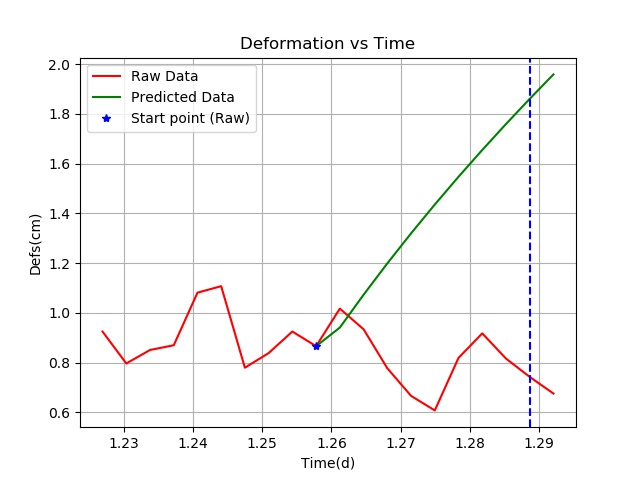 Deformation vs Time
Raw Data
Predicted Data
Start point (Raw)
2.0
1.8
1.6
1.4
1.2
1.0
0.8
0.6
Defs(cm)
1.23 1.24 1.25 1.26 1.27 1.28 1.29
Time(d)